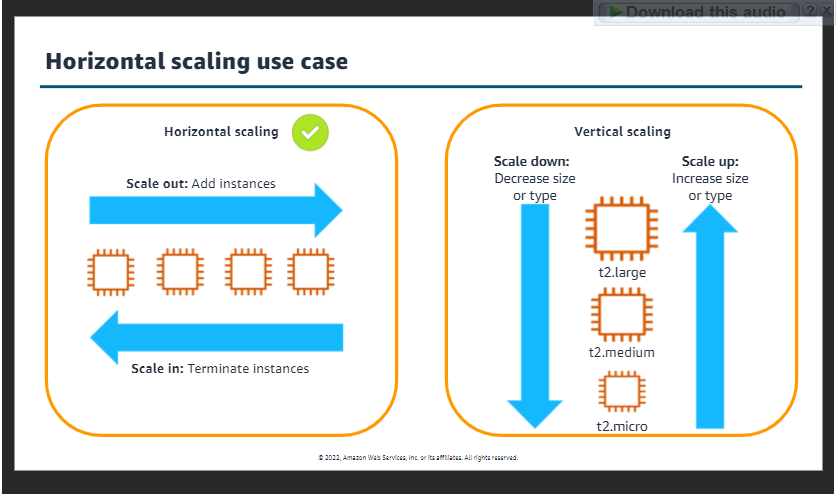 Download this audio ? X
Horizontal scaling use case
Horizontal scaling
Scale out: Add instances
Scale in: Terminate instances
Vertical scaling
Scale down:
Decrease size
or type
Scale up:
Increase size
or type
t2.large
t2.medium
t2.micro
© 2022, Amazon Web Services, Inc. or its affiliates. All rights reserved.